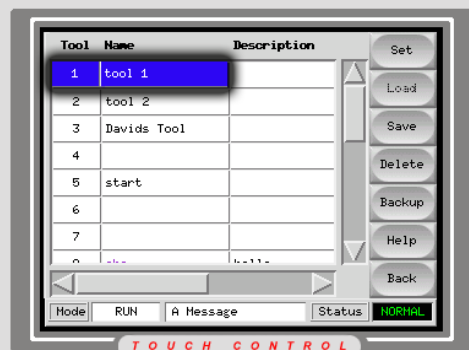 Tool Name Description
1 tool 1
2 tool 2
3 Davids Tool
4
5 start
6
7
Set
Load
Save
Delete
Backup
Help
Back
Mode RUN A Message Status NORMAL
TOUCH CONTROL